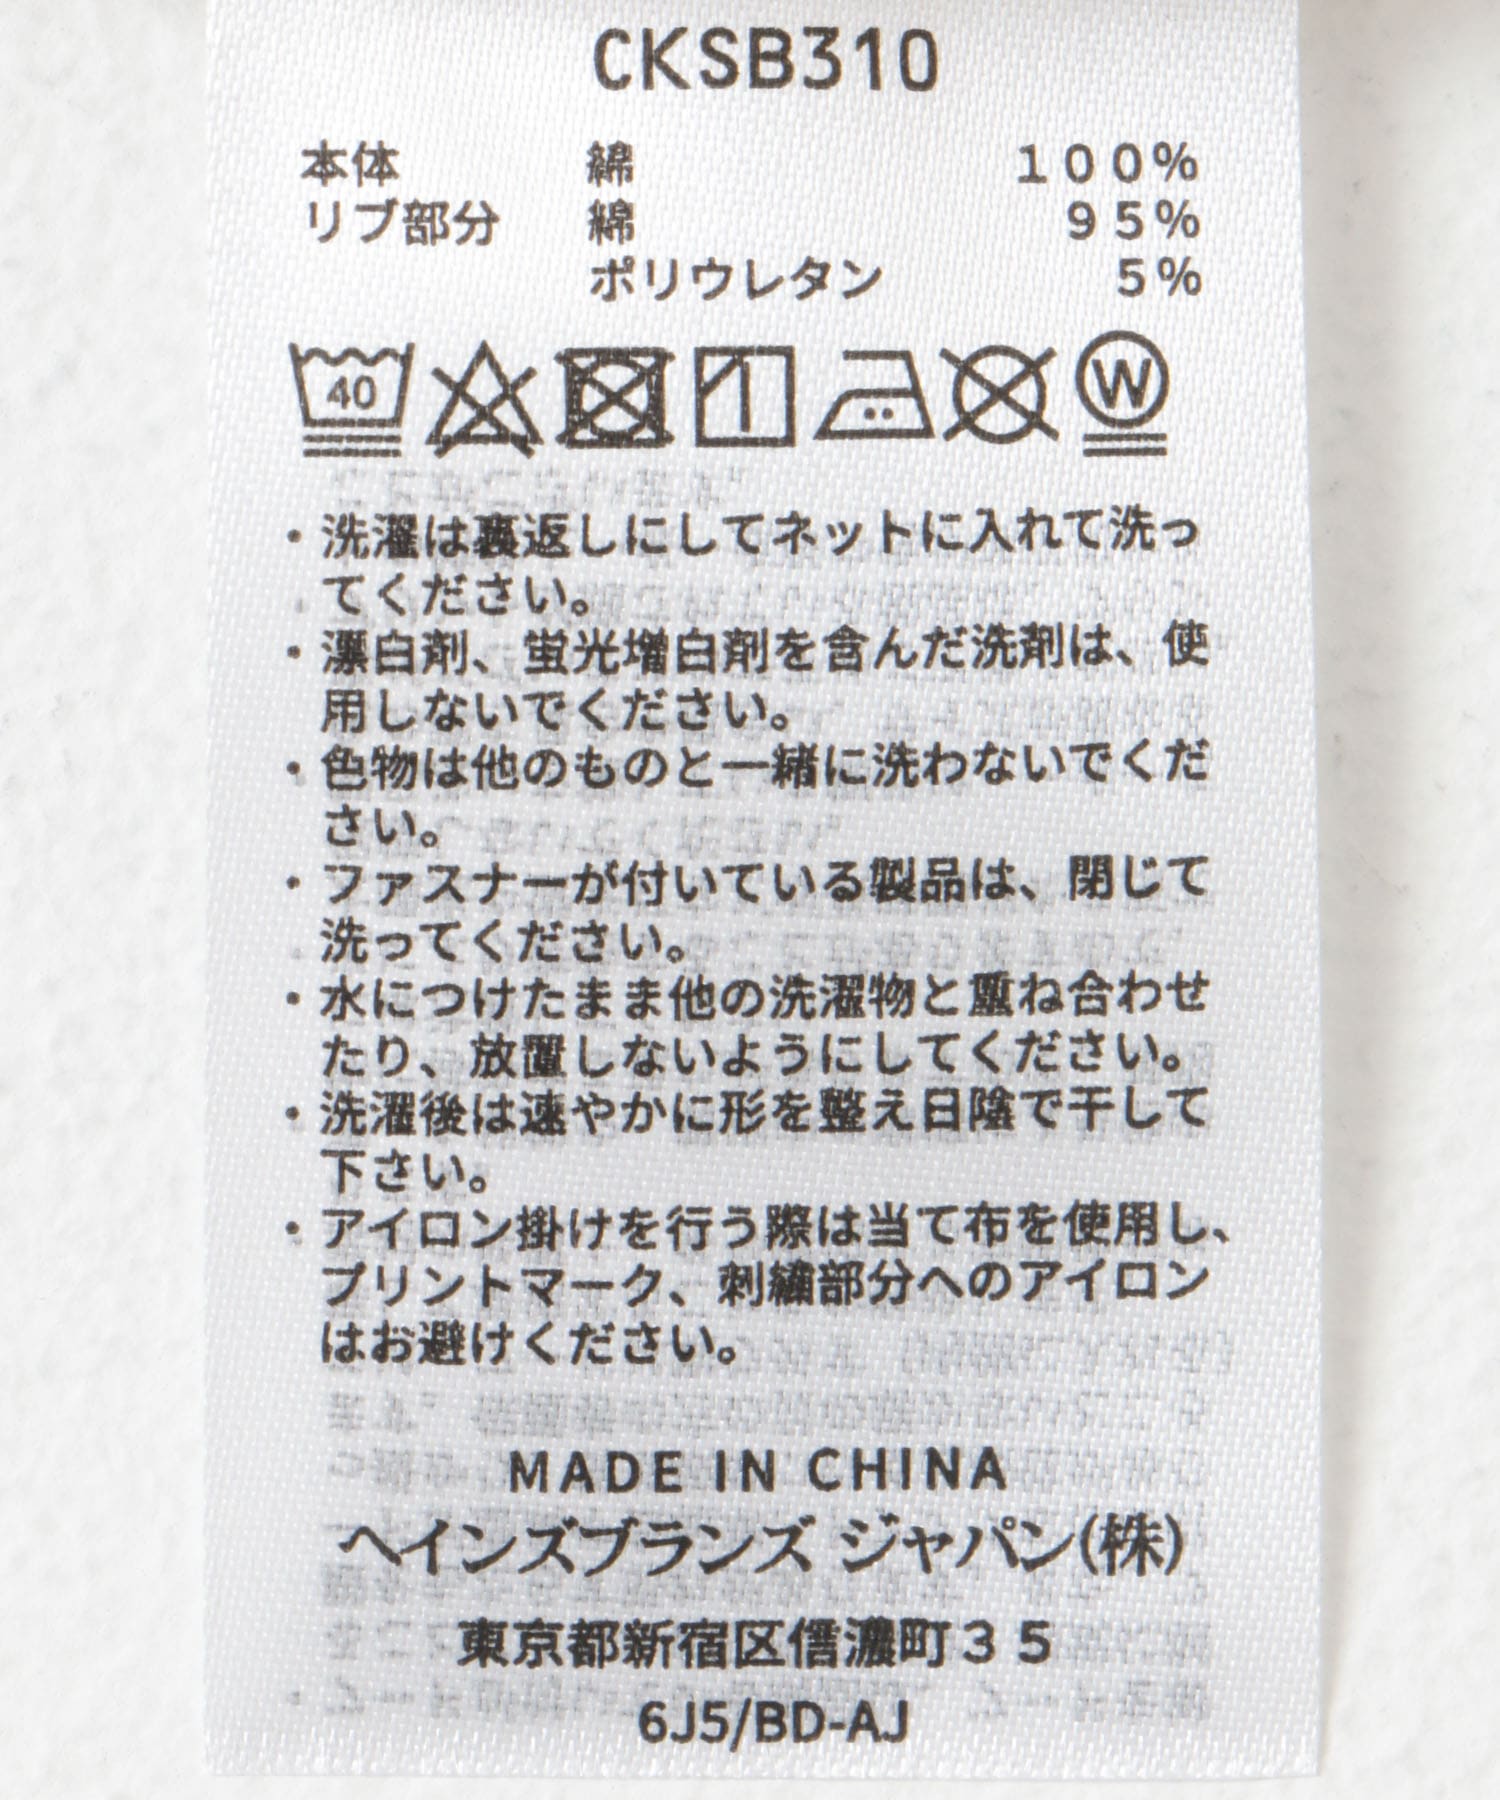 CKSB310
本体 綿 100%
リブ部分 綿 95%
ポリウレタン 5%
40 W
・洗濯は裏返しにしてネットに入れて洗っ
てください。
・漂白剤、蛍光増白剤を含んだ洗剤は、使
用しないでください。
・色物は他のものと一緒に洗わないでくだ
さい。
・ファスナーが付いている製品は、閉じて
洗ってください。
・水につけたまま他の洗濯物と重ね合わせ
たり、放置しないようにしてください。
・洗濯後は速やかに形を整え日陰で干して
下さい。
・アイロン掛けを行う際は当て布を使用し、
プリントマーク、刺繍部分へのアイロン
はお避けください。
MADE IN CHINA
ヘインズブランズ ジャパン(株)
東京都新宿区信濃町35
6J5/BD-AJ